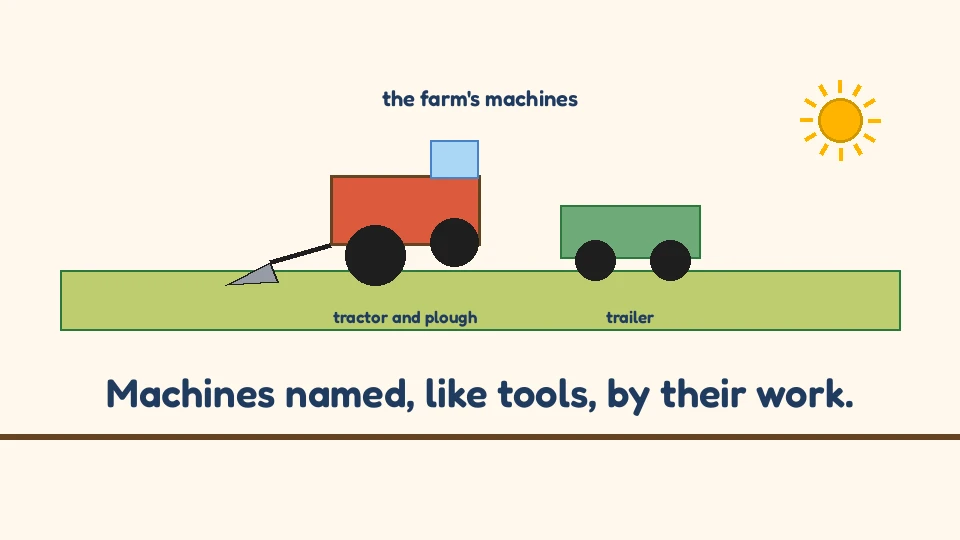 the farm's machines
tractor and plough
trailer
Machines named, like tools, by their work.